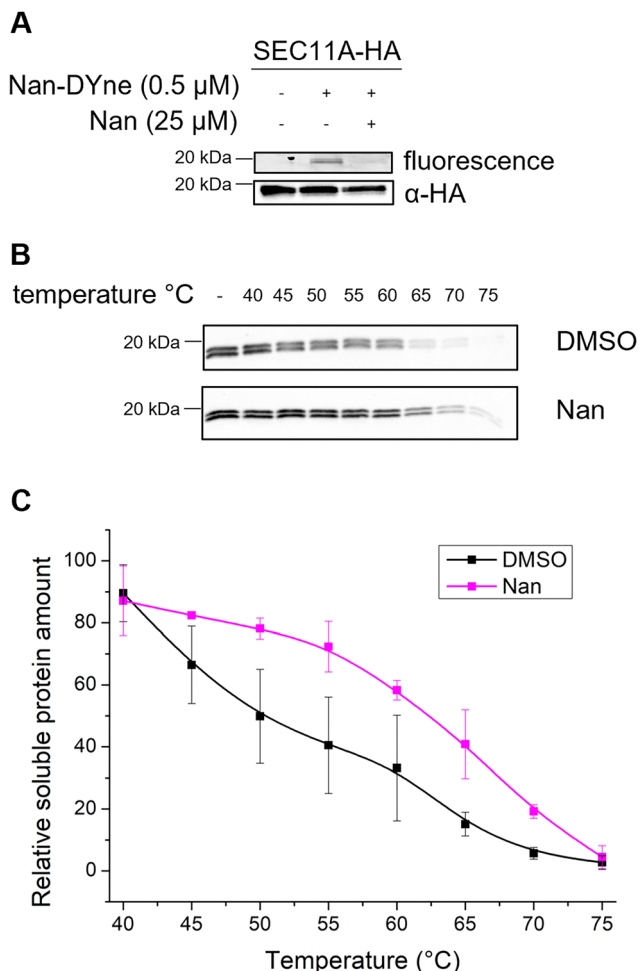 A
SEC11A-HA
Nan-DYne (0.5 μM) - + +
Nan (25 μM) - - +
20 kDa fluorescence
20 kDa α-HA
B
temperature °C - 40 45 50 55 60 65 70 75
20 kDa DMSO
20 kDa Nan
C
Relative soluble protein amount
100
80
60
40
20
0
DMSO
Nan
40 45 50 55 60 65 70 75
Temperature (°C)